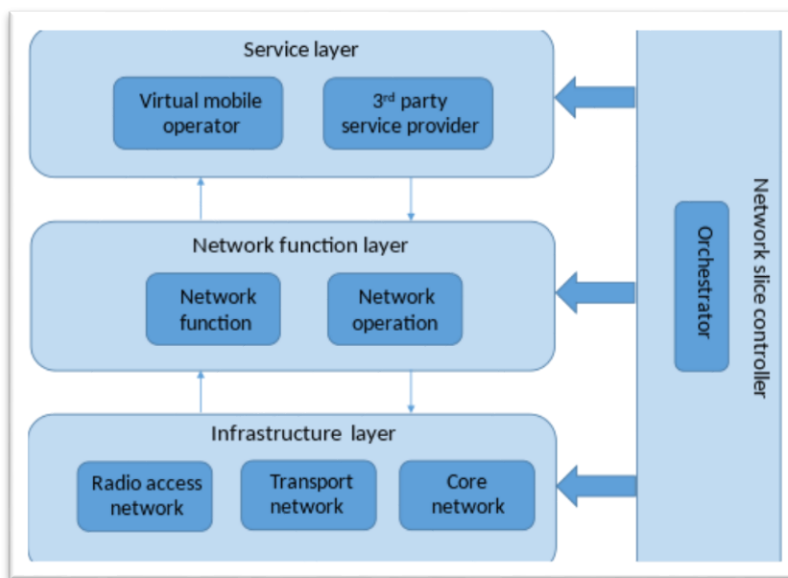 Service layer
Virtual mobile
operator
3rd party
service provider
Network function layer
Network
function
Network
operation
Infrastructure layer
Radio access
network
Transport
network
Core
network
Orchestrator
Network slice controller